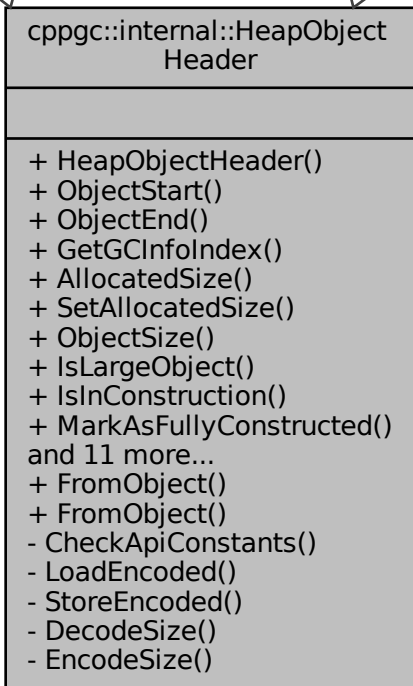 cppgc::internal::HeapObject
Header
+ HeapObjectHeader()
+ ObjectStart()
+ ObjectEnd()
+ GetGCInfoIndex()
+ AllocatedSize()
+ SetAllocatedSize()
+ ObjectSize()
+ IsLargeObject()
+ IsInConstruction()
+ MarkAsFullyConstructed()
and 11 more...
+ FromObject()
+ FromObject()
- CheckApiConstants()
- LoadEncoded()
- StoreEncoded()
- DecodeSize()
- EncodeSize()